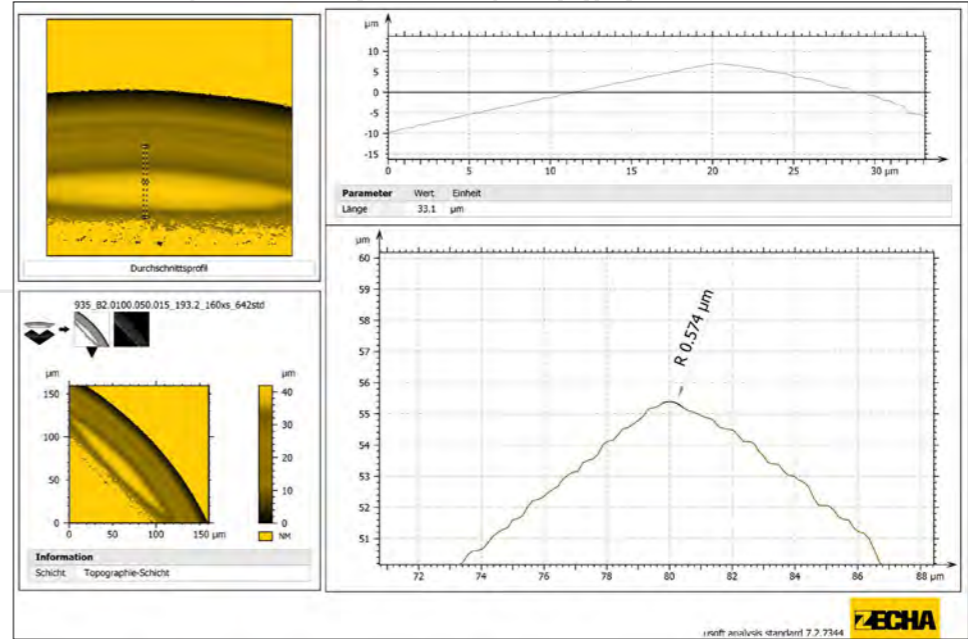 Durchschnittsprofil
µm
10
5
0
-5
-10
-15
0 5 10 15 20 25 30 µm
Parameter Wert Einheit
Länge 33.1 µm
935_B2.0100.050.015_193.2_160xs_642std
µm
150
100
50
0
0 50 100 150 µm
µm
40
30
20
10
0
NM
Information
Schicht Topographie-Schicht
µm
60
59
58
57
56
55
54
53
52
51
R 0.574 µm
72 74 76 78 80 82 84 86 88 µm
µsoft analysis standard 7.2.7344
ZECHA